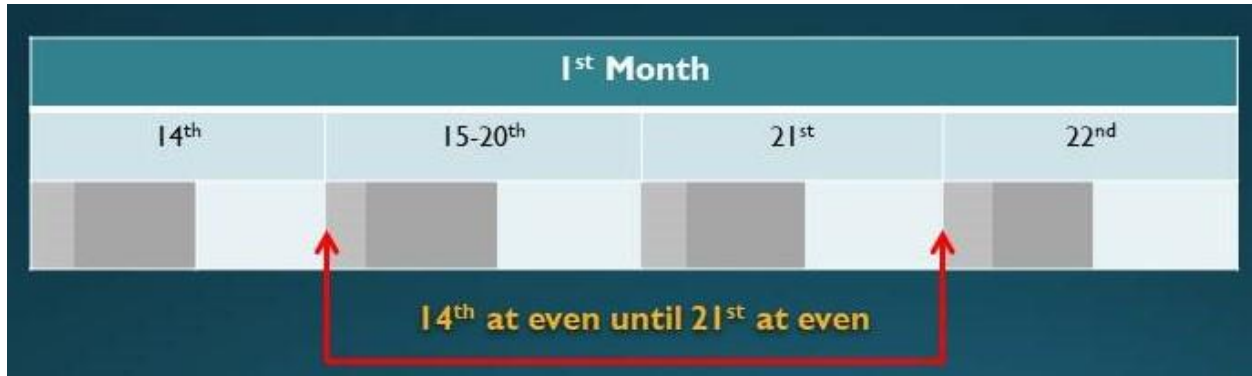 1st Month
14th 15-20th 21st 22nd
14th at even until 21st at even